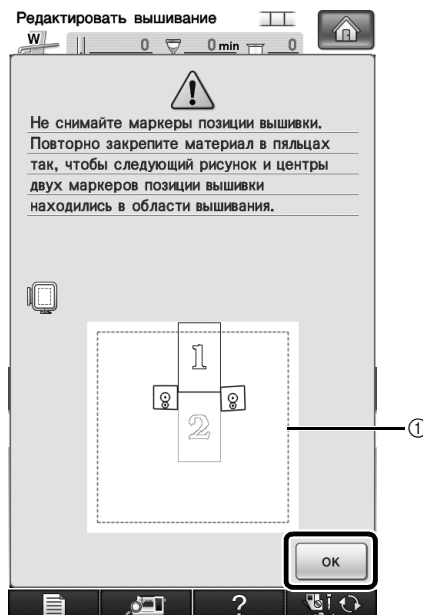 Редактировать вышивание
W 0 0 min 0
Не снимайте маркеры позиции вышивки.
Повторно закрепите материал в пяльцах
так, чтобы следующий рисунок и центры
двух маркеров позиции вышивки
находились в области вышивания.
1
2
①
ОК
?